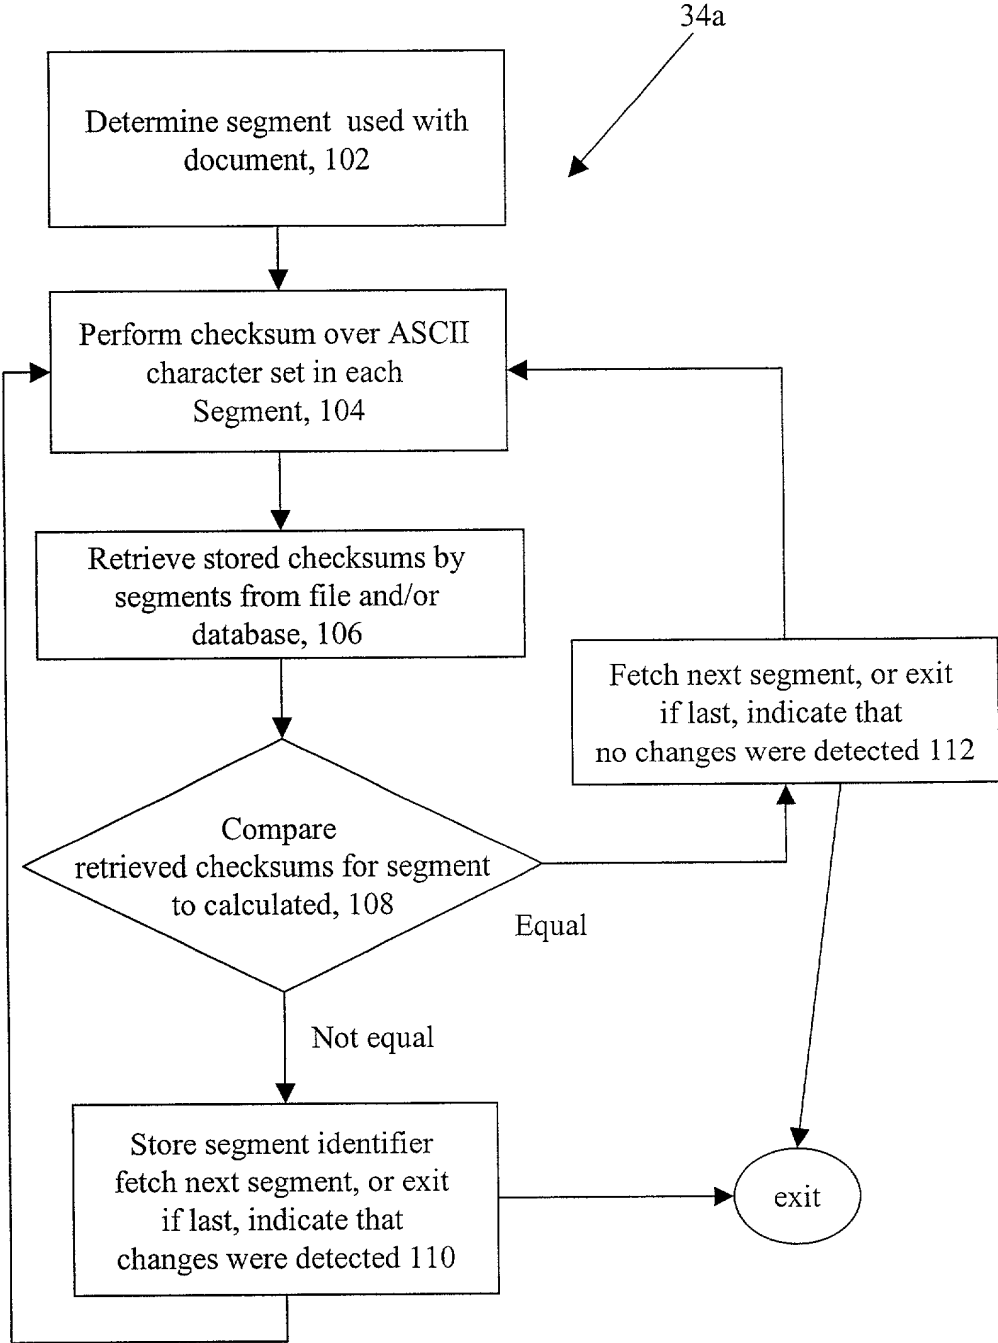 34a
Determine segment used with
document, 102
Perform checksum over ASCII
character set in each
Segment, 104
Retrieve stored checksums by
segments from file and/or
database, 106
Fetch next segment, or exit
if last, indicate that
no changes were detected 112
Compare
retrieved checksums for segment
to calculated, 108
Equal
Not equal
Store segment identifier
fetch next segment, or exit
if last, indicate that
changes were detected 110
exit